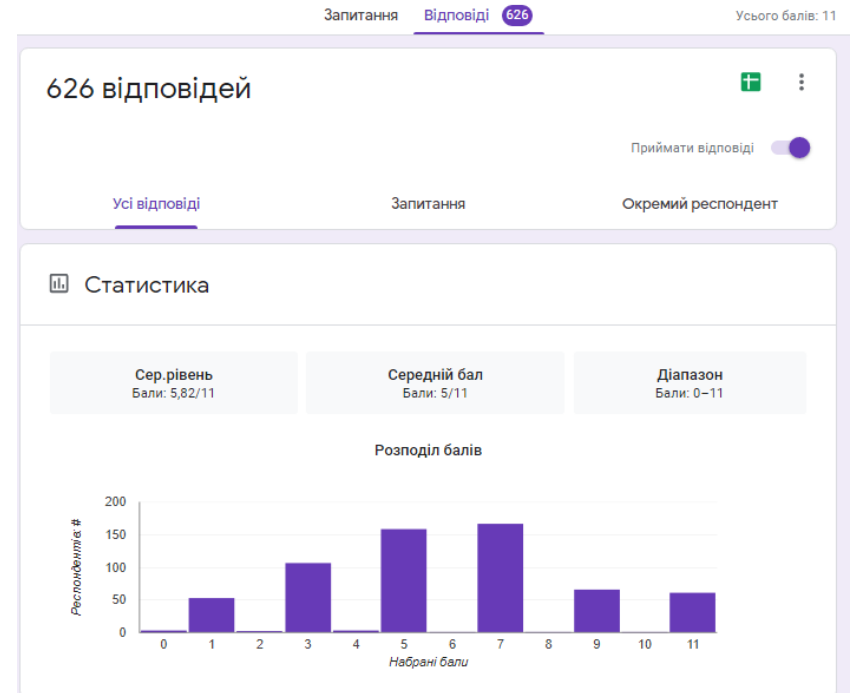 Запитання Відповіді 626 Усього балів: 11
626 відповідей
Приймати відповіді
Усі відповіді Запитання Окремий респондент
Статистика
Сер.рівень Середній бал Діапазон
Бали: 5,82/11 Бали: 5/11 Бали: 0–11
Розподіл балів
Респондентів: #
200
150
100
50
0
0 1 2 3 4 5 6 7 8 9 10 11
Набрані бали